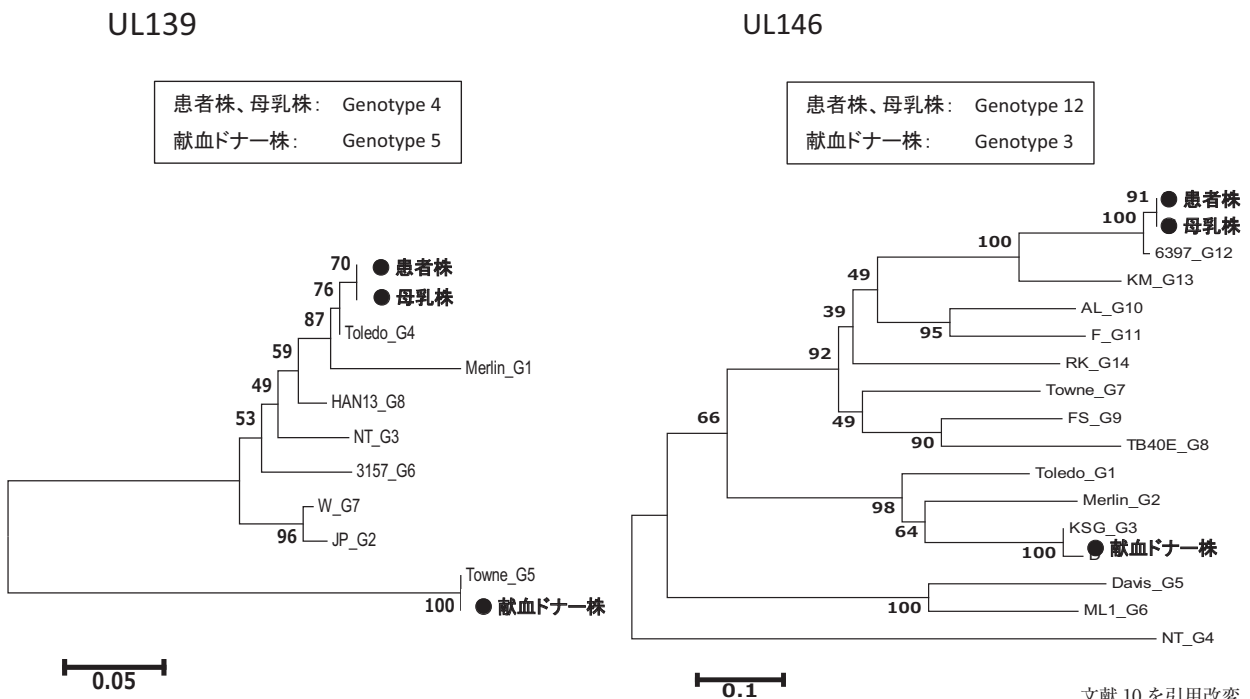 UL139
患者株、母乳株: Genotype 4
献血ドナー株: Genotype 5
70
● 患者株
76
● 母乳株
87
Toledo_G4
59
Merlin_G1
49
HAN13_G8
53
NT_G3
3157_G6
W_G7
96
JP_G2
Towne_G5
100
● 献血ドナー株
0.05
UL146
患者株、母乳株: Genotype 12
献血ドナー株: Genotype 3
91
● 患者株
100
● 母乳株
100
6397_G12
49
KM_G13
39
AL_G10
95
F_G11
92
RK_G14
Towne_G7
66
49
FS_G9
90
TB40E_G8
Toledo_G1
98
Merlin_G2
64
KSG_G3
100
● 献血ドナー株
Davis_G5
100
ML1_G6
NT_G4
0.1
文献 10 を引用改変